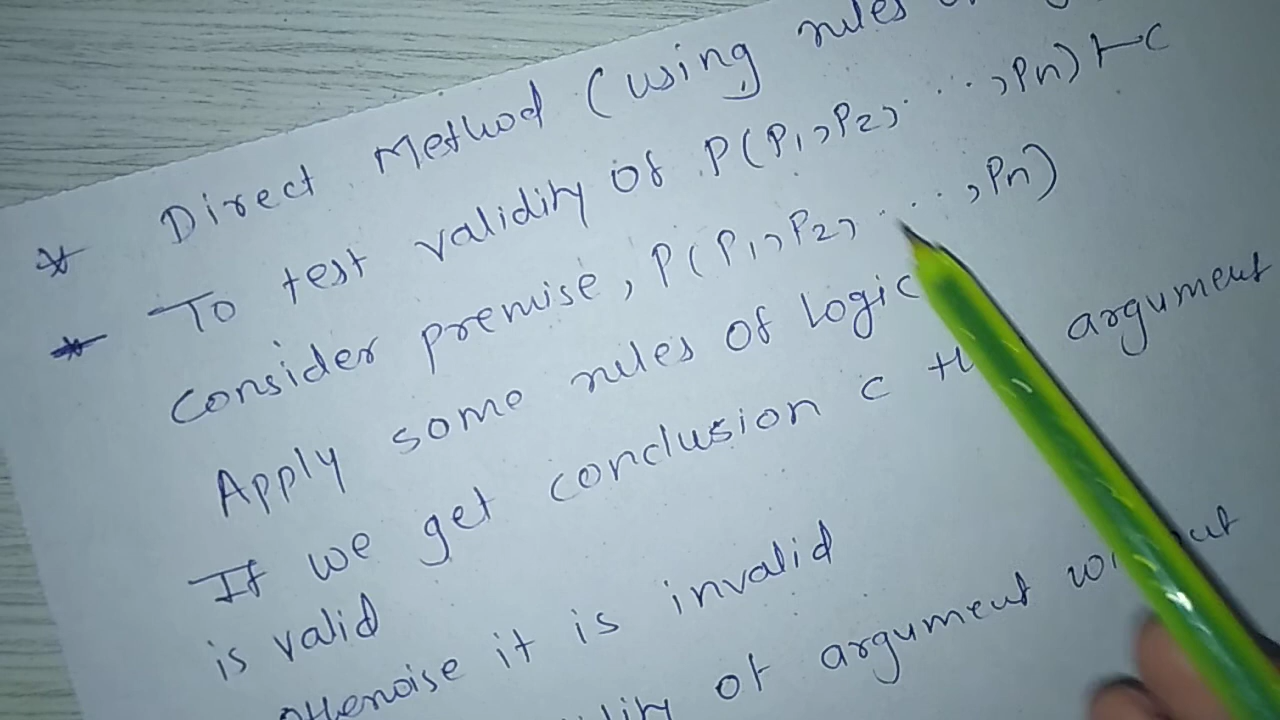 * Direct Method (using rules
* To test validity of P(P1,P2,.....,Pn)⊢C
Consider premise, P(P1,P2,.....,Pn)
Apply some rules of logic
If we get conclusion c argument
is valid
otherwise it is invalid
of argument